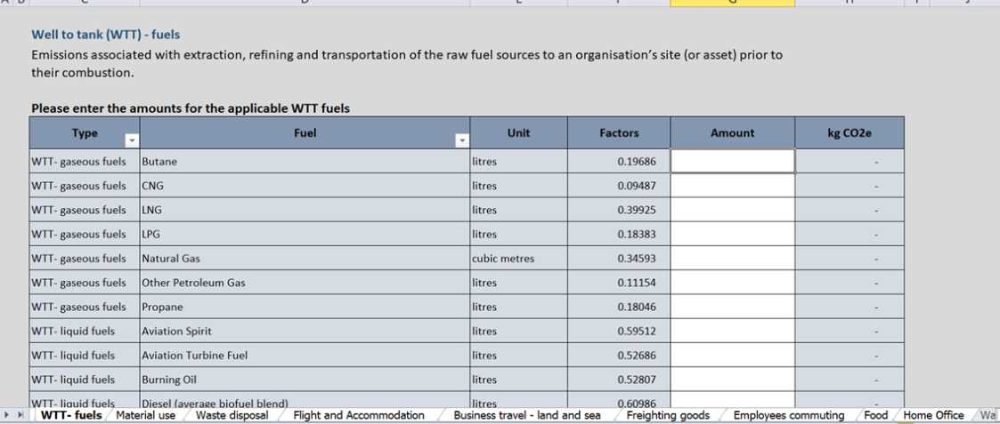 Well to tank (WTT) - fuels
Emissions associated with extraction, refining and transportation of the raw fuel sources to an organisation's site (or asset) prior to
their combustion.
Please enter the amounts for the applicable WTT fuels
Type Fuel Unit Factors Amount kg CO2e
WTT- gaseous fuels Butane litres 0.19686 -
WTT- gaseous fuels CNG litres 0.09487 -
WTT- gaseous fuels LNG litres 0.39925 -
WTT- gaseous fuels LPG litres 0.18383 -
WTT- gaseous fuels Natural Gas cubic metres 0.34593 -
WTT- gaseous fuels Other Petroleum Gas litres 0.11154 -
WTT- gaseous fuels Propane litres 0.18046 -
WTT- liquid fuels Aviation Spirit litres 0.59512 -
WTT- liquid fuels Aviation Turbine Fuel litres 0.52686 -
WTT- liquid fuels Burning Oil litres 0.52807 -
WTT- liquid fuels Diesel (average biofuel blend) litres 0.60986 -
WTT- fuels Material use Waste disposal Flight and Accommodation Business travel - land and sea Freighting goods Employees commuting Food Home Office Wa